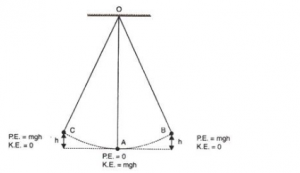 O
C
B
P.E. = mgh
K.E. = 0
h
A
h
P.E. = mgh
K.E. = 0
P.E. = 0
K.E. = mgh